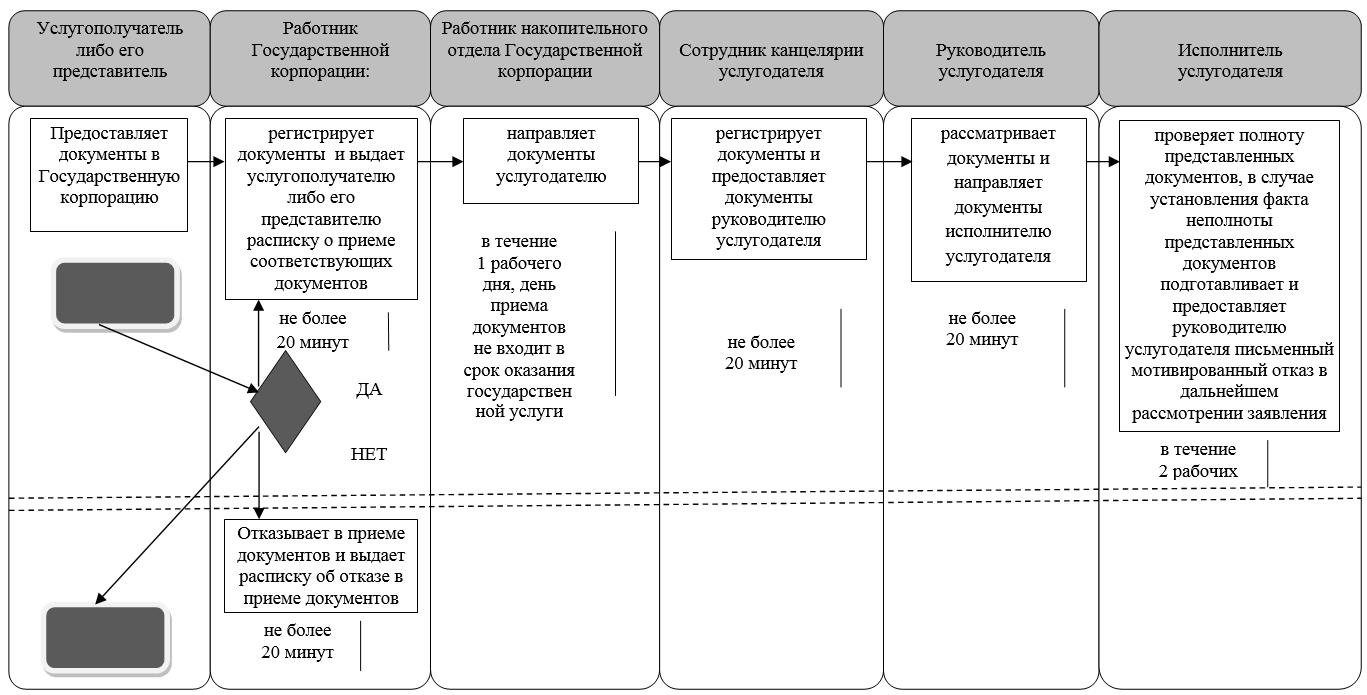 Услугополучатель
либо его
представитель
Работник
Государственной
корпорации:
Работник накопительного
отдела Государственной
корпорации
Сотрудник канцелярии
услугодателя
Руководитель
услугодателя
Исполнитель
услугодателя
Предоставляет
документы в
Государственную
корпорацию
регистрирует
документы и выдает
услугополучателю
либо его
представителю
расписку о приеме
соответствующих
документов
не более
20 минут
ДА
НЕТ
Отказывает в приеме
документов и выдает
расписку об отказе в
приеме документов
не более
20 минут
направляет
документы
услугодателю
в течение
1 рабочего
дня, день
приема
документов
не входит в
срок оказания
государствен
ной услуги
регистрирует
документы и
предоставляет
документы
руководителю
услугодателя
не более
20 минут
рассматривает
документы и
направляет
документы
исполнителю
услугодателя
не более
20 минут
проверяет полноту
представленных
документов, в случае
установления факта
неполноты
представленных
документов
подготавливает и
предоставляет
руководителю
услугодателя письменный
мотивированный отказ в
дальнейшем
рассмотрении заявления
в течение
2 рабочих